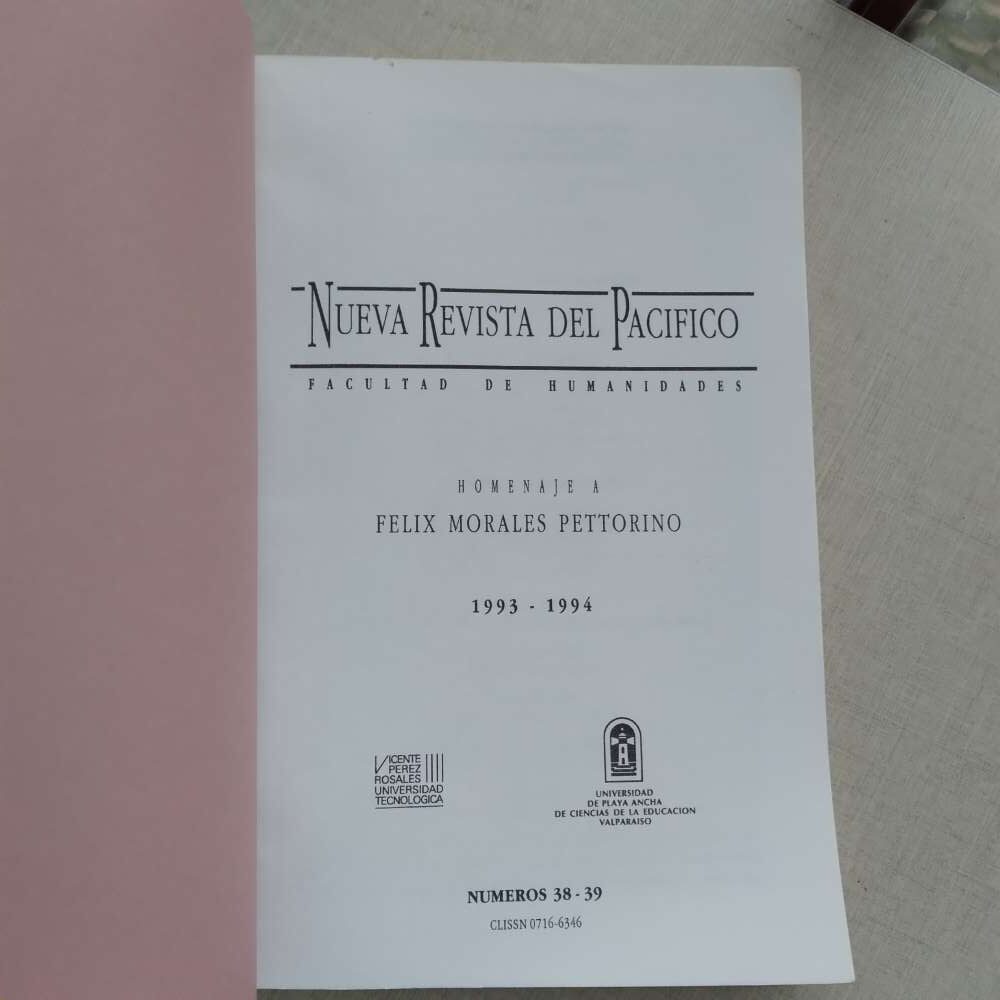 NUEVA REVISTA DEL PACIFICO
FACULTAD DE HUMANIDADES
HOMENAJE A
FELIX MORALES PETTORINO
1993 - 1994
VICENTE
PEREZ
ROSALES
UNIVERSIDAD
TECNOLOGICA
UNIVERSIDAD
DE PLAYA ANCHA
DE CIENCIAS DE LA EDUCACION
VALPARAISO
NUMEROS 38 - 39
CLISSN 0716-6346